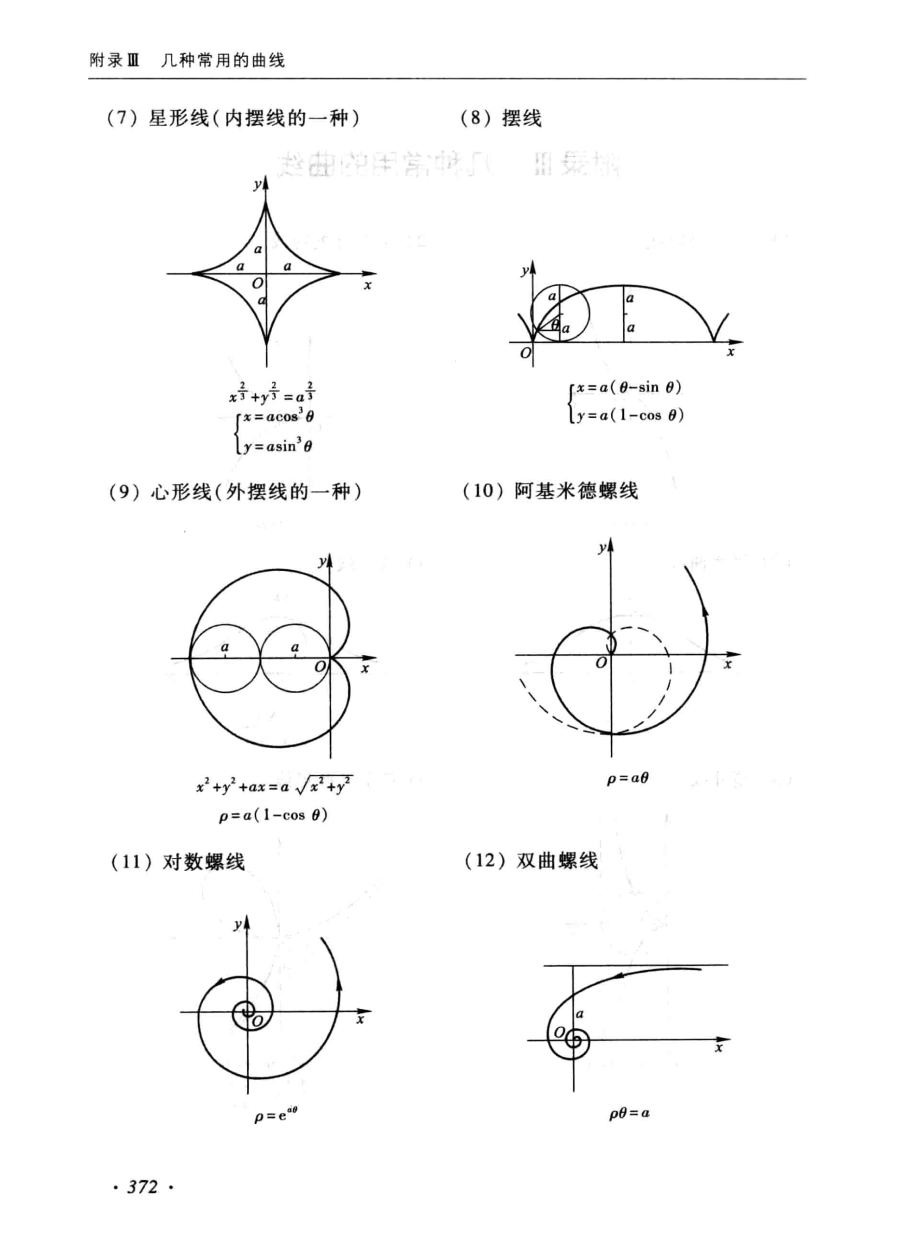 附录Ⅲ 几种常用的曲线
(7) 星形线(内摆线的一种)
y
a
a a
O
a
x
x^{2/3}+y^{2/3}=a^{2/3}
{x=acos³θ
y=asin³θ
(8) 摆线
y
a a
θ a a
O x
{x=a(θ-sin θ)
y=a(1-cos θ)
(9) 心形线(外摆线的一种)
y
a a
O x
x²+y²+ax=a√(x²+y²)
ρ=a(1-cos θ)
(10) 阿基米德螺线
y
O x
ρ=aθ
(11) 对数螺线
y
O x
ρ=e^{aθ}
(12) 双曲螺线
a
O
x
ρθ=a
· 372 ·